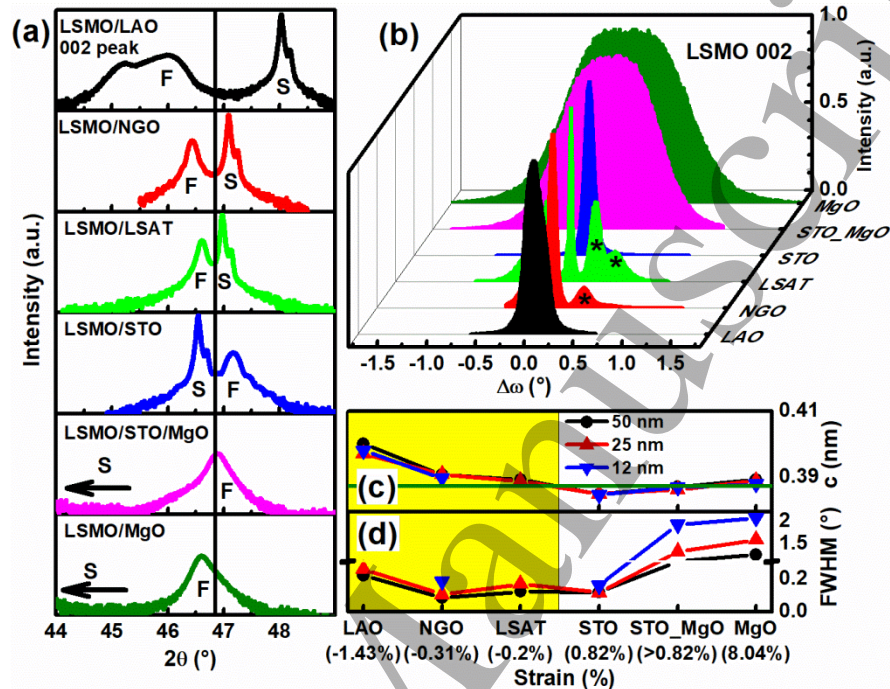 (a)
LSMO/LAO
002 peak
F
S
LSMO/NGO
F
S
LSMO/LSAT
F
S
LSMO/STO
S
F
LSMO/STO/MgO
S
F
LSMO/MgO
S
F
Intensity (a.u.)
44 45 46 47 48
2θ (°)
(b)
LSMO 002
1.0
0.5
0.0
Intensity (a.u.)
MgO
STO_MgO
STO
LSAT
NGO
LAO
* *
*
-1.5 -1.0 -0.5 0.0 0.5 1.0 1.5
Δω (°)
50 nm
25 nm
12 nm
(c)
0.41
0.39
c (nm)
(d)
2
1.5
0.2
0.0
FWHM (°)
LAO NGO LSAT STO STO_MgO MgO
(-1.43%) (-0.31%) (-0.2%) (0.82%) (>0.82%) (8.04%)
Strain (%)
Manuscri